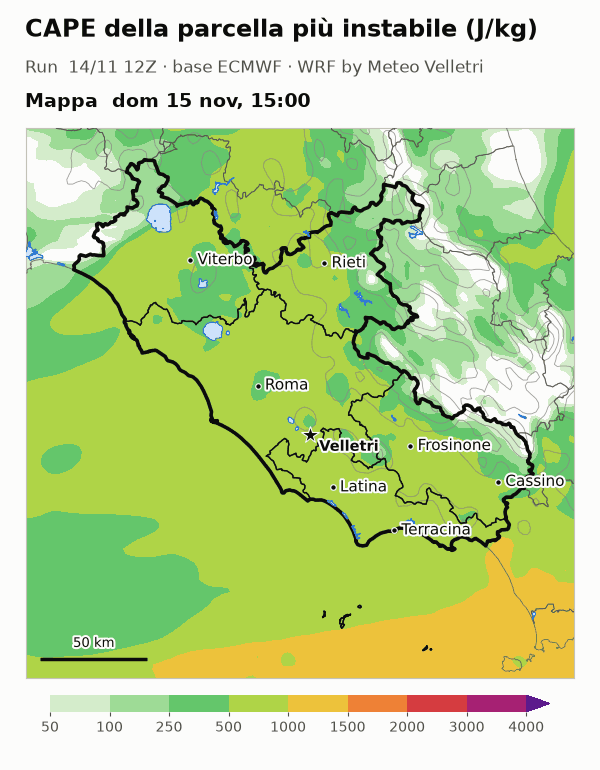 CAPE della parcella più instabile (J/kg)
Run  14/11 12Z · base ECMWF · WRF by Meteo Velletri
Mappa  dom 15 nov, 15:00
Viterbo
Rieti
Roma
Velletri
Frosinone
Latina
Cassino
Terracina
50 km
50 100 250 500 1000 1500 2000 3000 4000